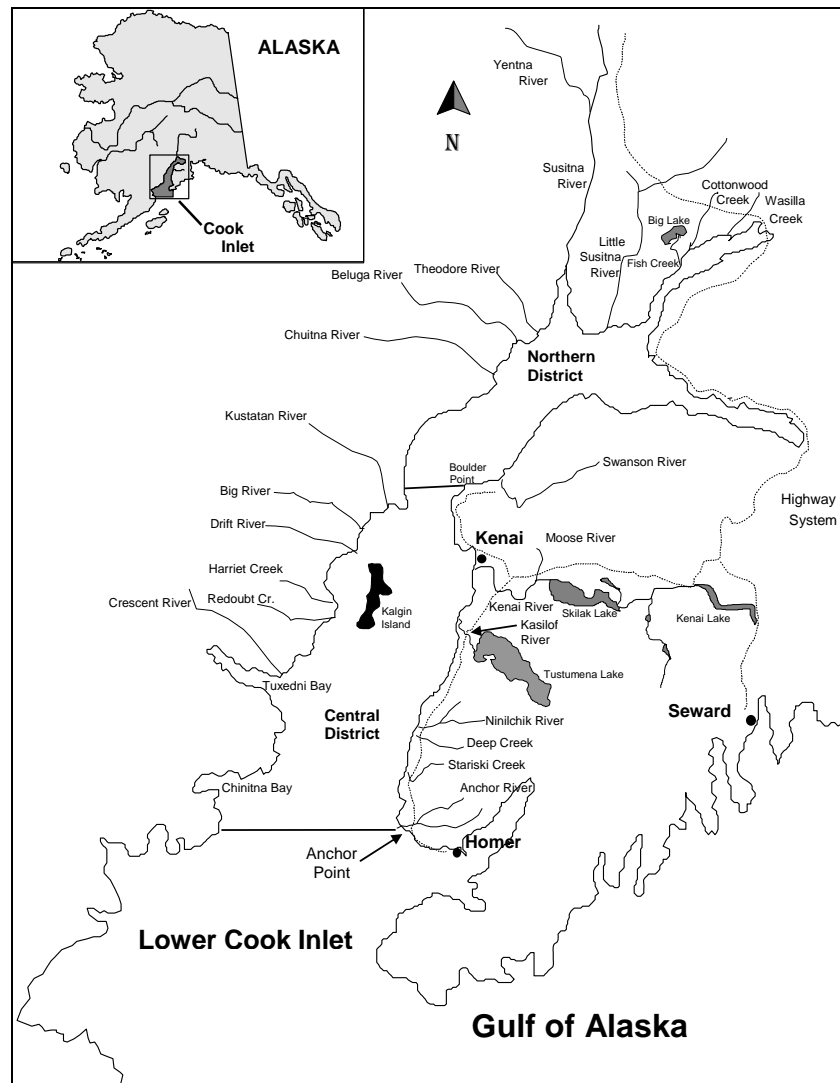 ALASKA
Cook
Inlet
Yentna
River
N
Susitna
River
Cottonwood
Creek
Wasilla
Creek
Big Lake
Little
Susitna
River
Fish Creek
Theodore River
Beluga River
Chuitna River
Northern
District
Kustatan River
Boulder
Point
Swanson River
Big River
Highway
System
Drift River
Kenai
Moose River
Harriet Creek
Crescent River
Redoubt Cr.
Kalgin
Island
Kenai River
Skilak Lake
Kasilof
River
Kenai Lake
Tustumena Lake
Tuxedni Bay
Central
District
Seward
Ninilchik River
Deep Creek
Stariski Creek
Chinitna Bay
Anchor River
Homer
Anchor
Point
Lower Cook Inlet
Gulf of Alaska